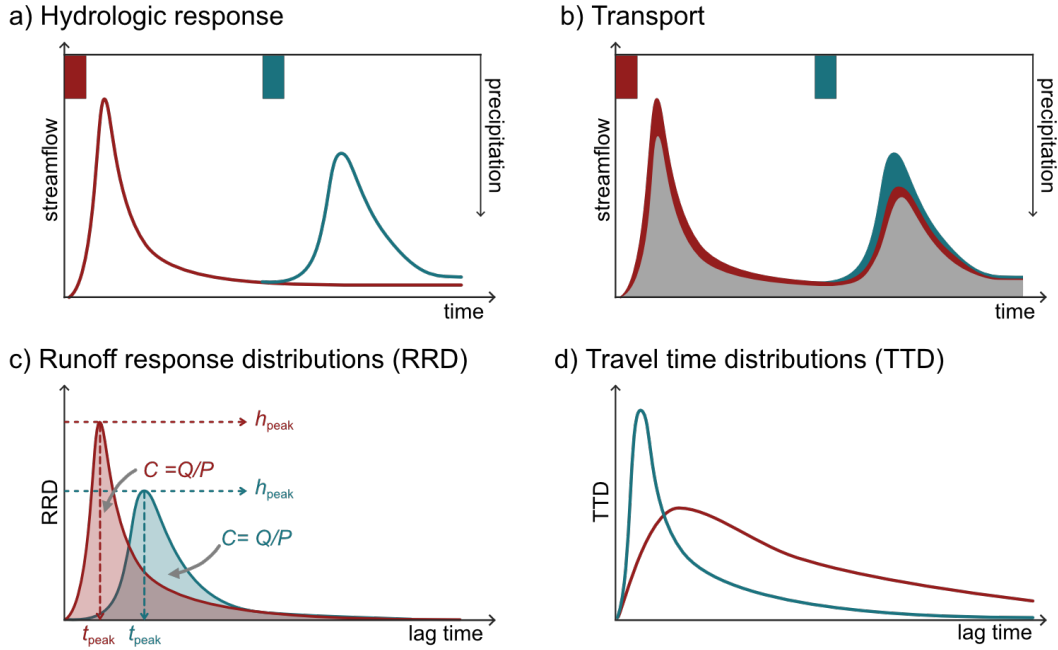 a) Hydrologic response
streamflow
precipitation
time
b) Transport
streamflow
precipitation
time
c) Runoff response distributions (RRD)
RRD
h_peak
C =Q/P
h_peak
C= Q/P
t_peak
t_peak
lag time
d) Travel time distributions (TTD)
TTD
lag time